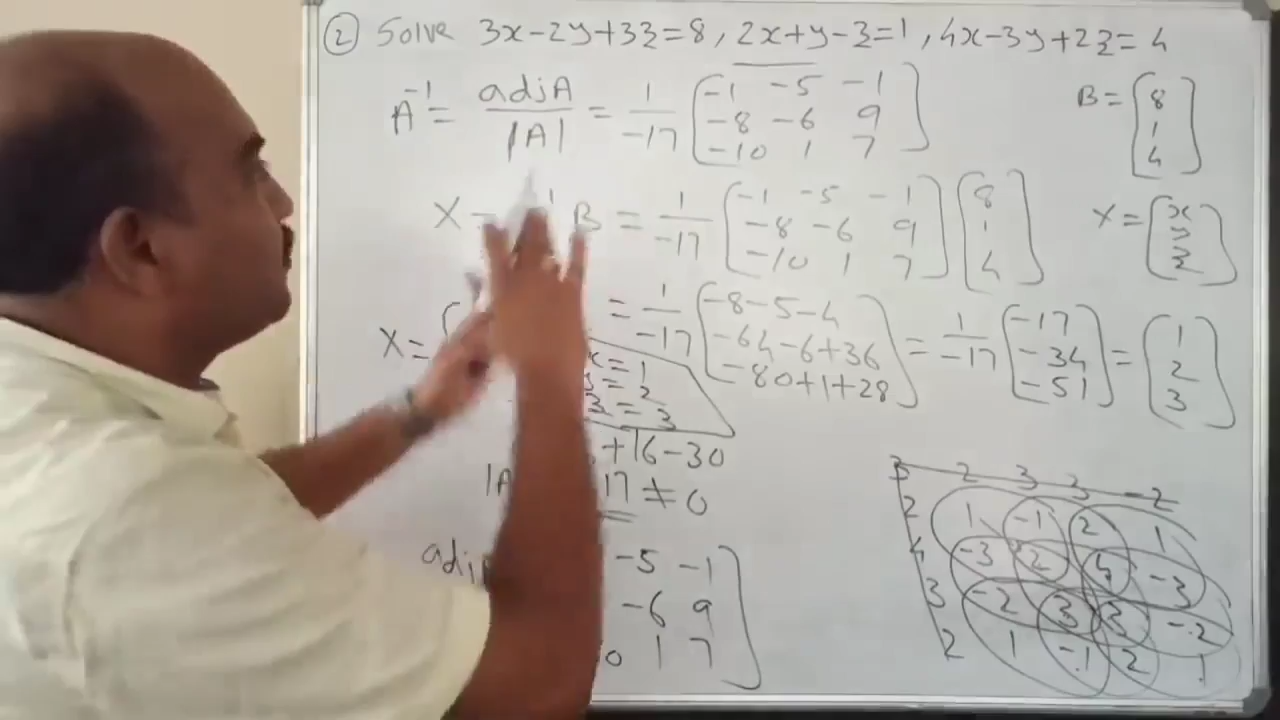 ② Solve 3x-2y+3z=8, 2x+y-z=1, 4x-3y+2z=4
A⁻¹ = adjA / |A| = 1/-17 [-1 -5 -1
-8 -6 9
-10 1 7]
B = [8
1
4]
X = ⁻¹B = 1/-17 [-1 -5 -1
-8 -6 9
-10 1 7] [8
1
4]
X = [x
y
z]
X = [ = 1/-17 [-8-5-4
-64-6+36
-80+1+28] = 1/-17 [-17
-34
-51] = [1
2
3]
x=1
y=2
z=3
+16-30
|A 17 ≠ 0
adj -5 -1
-6 9
0 1 7]
3 2 3 3 -2
2 1 -1 2 1
4 -3 2 4 -3
3 -2 3 3 -2
2 1 -1 2 1